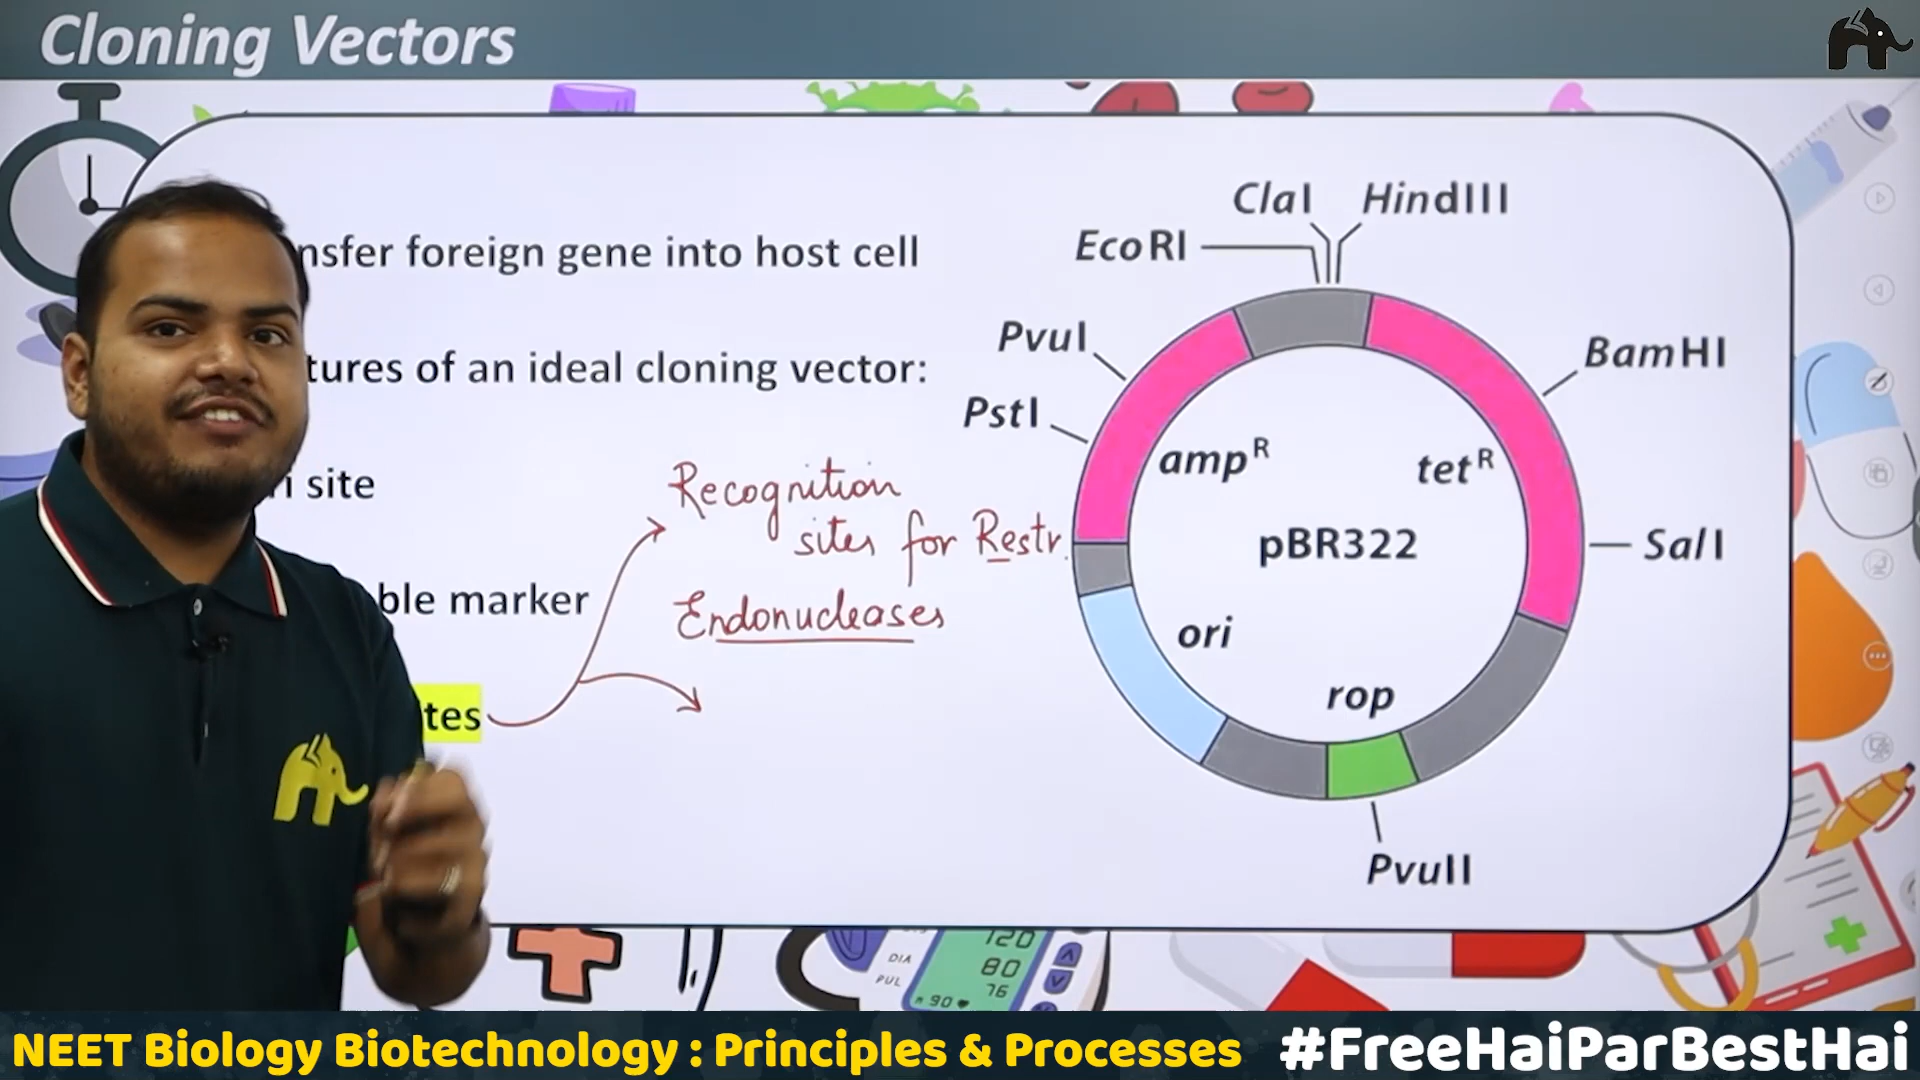 Cloning Vectors
nsfer foreign gene into host cell
tures of an ideal cloning vector:
i site
ble marker
tes
Recognition
sites for Restr.
Endonucleases
ClaI
HindIII
EcoRI
PvuI
BamHI
PstI
ampR
tetR
pBR322
SalI
ori
rop
PvuII
120
DIA
80
PUL
76
90
NEET Biology Biotechnology : Principles & Processes
#FreeHaiParBestHai